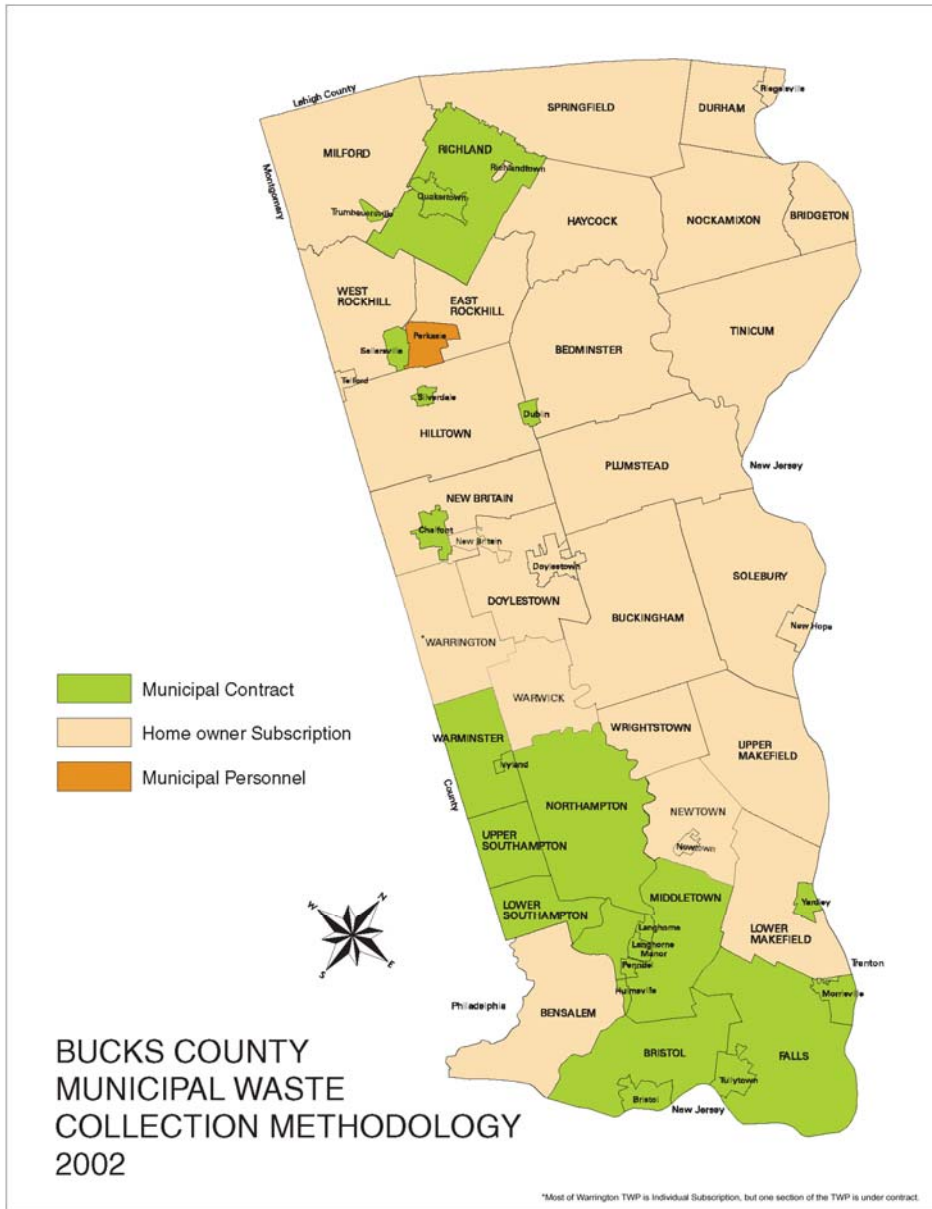 Lehigh County
SPRINGFIELD
DURHAM
Riegelsville
MILFORD
RICHLAND
Richlandtown
Montgomery
Quakertown
Trumbauersville
HAYCOCK
NOCKAMIXON
BRIDGETON
WEST
ROCKHILL
EAST
ROCKHILL
TINICUM
Perkasie
Sellersville
BEDMINSTER
Telford
Silverdale
Dublin
HILLTOWN
PLUMSTEAD
New Jersey
NEW BRITAIN
Chalfont
New Britain
Doylestown
SOLEBURY
DOYLESTOWN
BUCKINGHAM
New Hope
*WARRINGTON
Municipal Contract
Home owner Subscription
Municipal Personnel
WARWICK
WRIGHTSTOWN
WARMINSTER
UPPER
MAKEFIELD
Ivyland
County
NORTHAMPTON
NEWTOWN
UPPER
SOUTHAMPTON
Newtown
MIDDLETOWN
LOWER
SOUTHAMPTON
Yardley
Langhorne
LOWER
MAKEFIELD
Langhorne
Manor
Penndel
Trenton
Hulmeville
Morrisville
W
N
S
E
Philadelphia
BENSALEM
BRISTOL
FALLS
Tullytown
Bristol
New Jersey
BUCKS COUNTY
MUNICIPAL WASTE
COLLECTION METHODOLOGY
2002
*Most of Warrington TWP is Individual Subscription, but one section of the TWP is under contract.